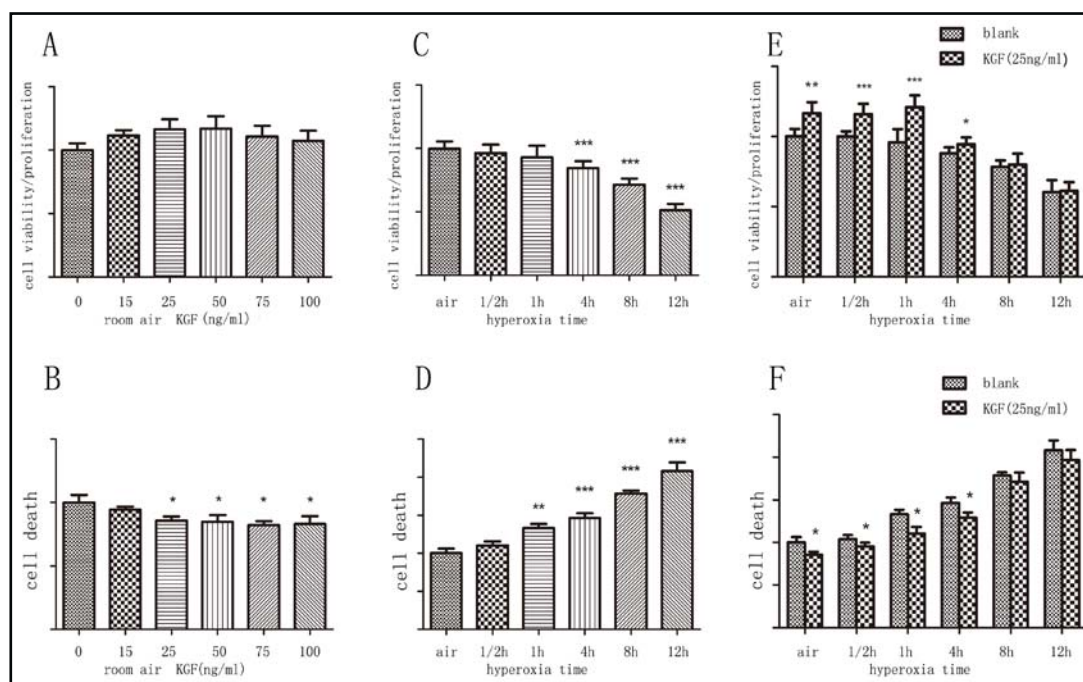 A
cell viability/proliferation
0 15 25 50 75 100
room air KGF(ng/ml)
C
cell viability/proliferation
*** *** ***
air 1/2h 1h 4h 8h 12h
hyperoxia time
E
blank
KGF(25ng/ml)
cell viability/proliferation
** *** *** *
air 1/2h 1h 4h 8h 12h
hyperoxia time
B
cell death
* * * *
0 15 25 50 75 100
room air KGF(ng/ml)
D
cell death
** *** *** ***
air 1/2h 1h 4h 8h 12h
hyperoxia time
F
blank
KGF(25ng/ml)
cell death
* * * *
air 1/2h 1h 4h 8h 12h
hyperoxia time